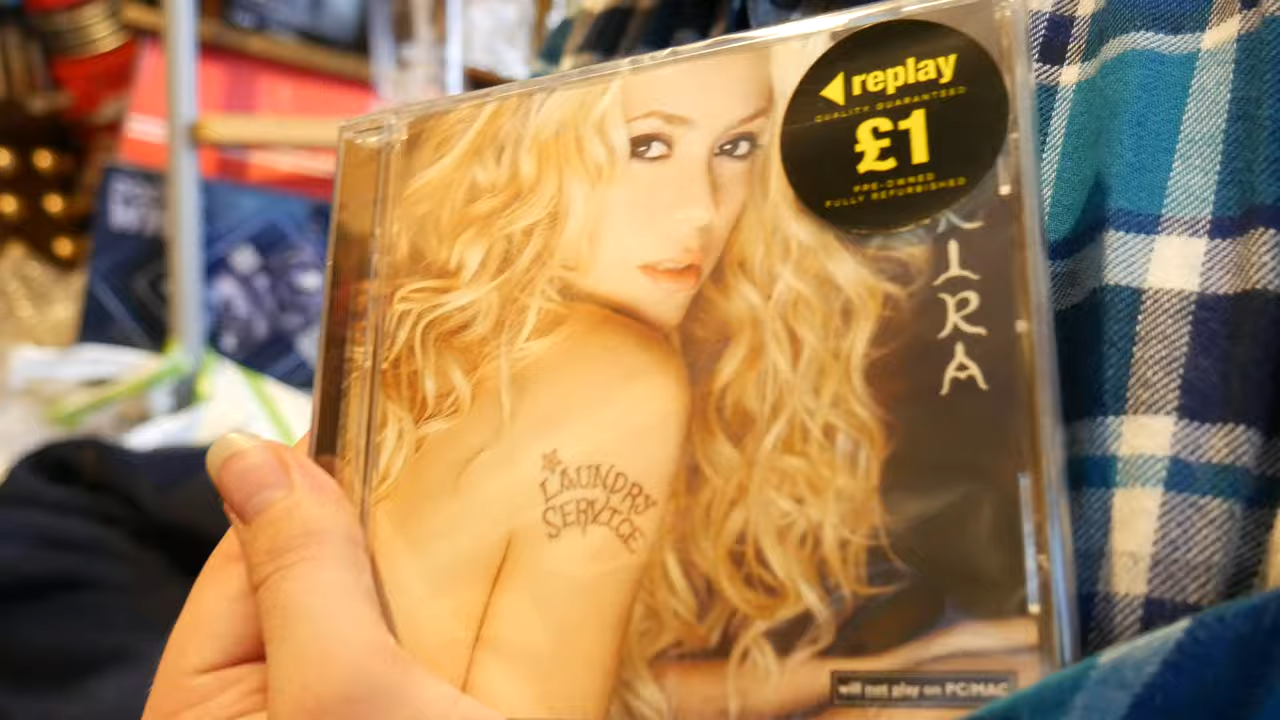 replay
QUALITY GUARANTEED
£1
PRE-OWNED
FULLY REFURBISHED
I
R
A
LAUNDRY
SERVICE
will not play on PC/MAC